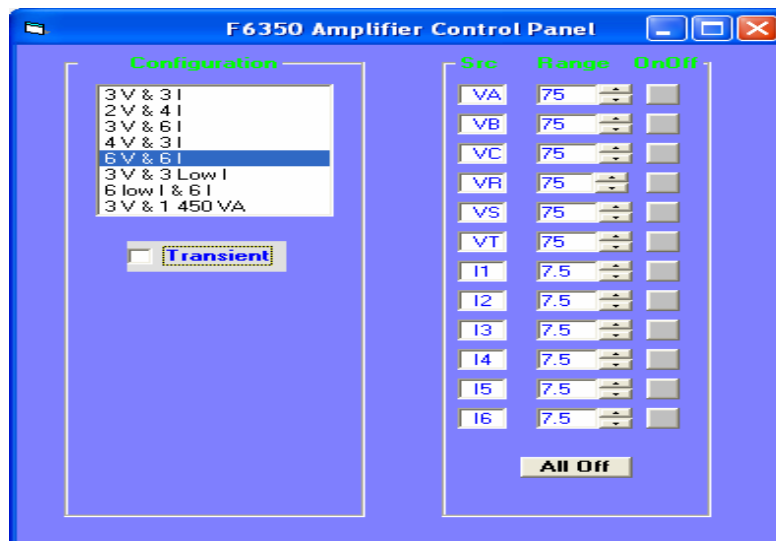 F6350 Amplifier Control Panel
Configuration
3 V & 3 I
2 V & 4 I
3 V & 6 I
4 V & 3 I
6 V & 6 I
3 V & 3 Low I
6 low I & 6 I
3 V & 1 450 VA
Transient
Src Range On/Off
VA 75
VB 75
VC 75
VR 75
VS 75
VT 75
I1 7.5
I2 7.5
I3 7.5
I4 7.5
I5 7.5
I6 7.5
All Off